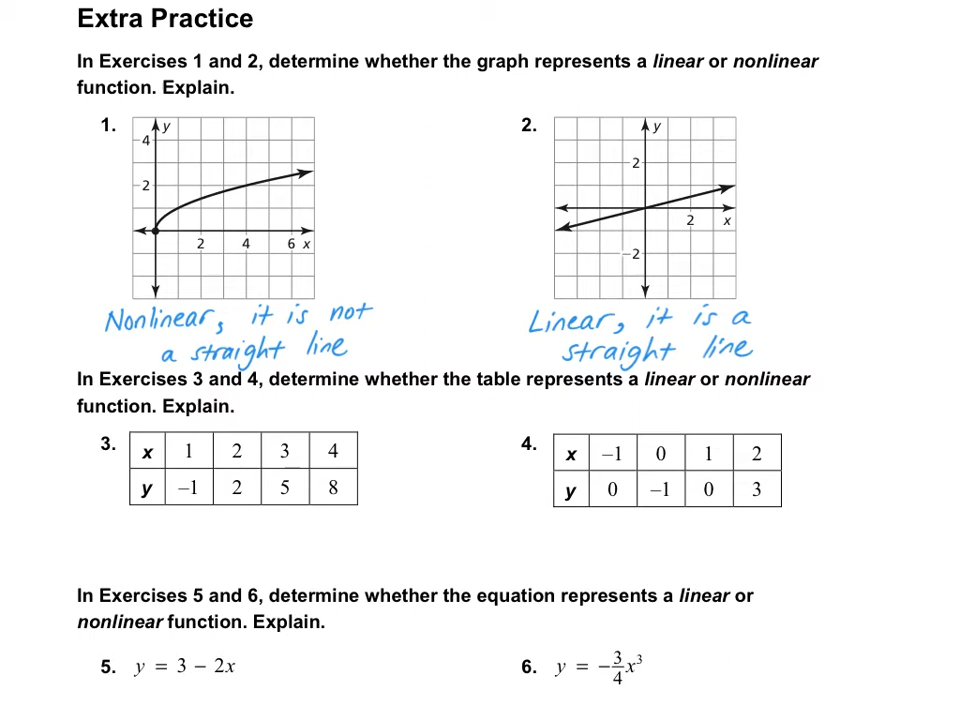 Extra Practice
In Exercises 1 and 2, determine whether the graph represents a linear or nonlinear
function. Explain.
1.
y
4
2
2 4 6 x
2.
y
2
2 x
−2
Nonlinear, it is not
a straight line
Linear, it is a
straight line
In Exercises 3 and 4, determine whether the table represents a linear or nonlinear
function. Explain.
3.
x 1 2 3 4
y −1 2 5 8
4.
x −1 0 1 2
y 0 −1 0 3
In Exercises 5 and 6, determine whether the equation represents a linear or
nonlinear function. Explain.
5. y = 3 − 2x
6. y = −3/4x³